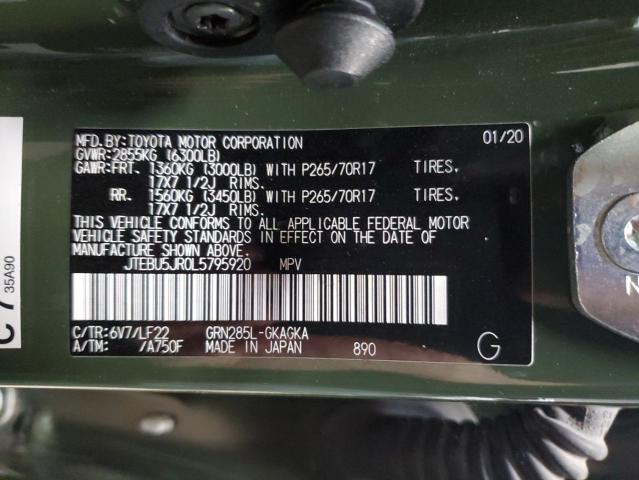 MFD.BY:TOYOTA MOTOR CORPORATION 01/20
GVWR:2855KG (6300LB)
GAWR:FRT. 1360KG (3000LB) WITH P265/70R17 TIRES,
17X7 1/2J RIMS.
RR. 1560KG (3450LB) WITH P265/70R17 TIRES,
17X7 1/2J RIMS.
THIS VEHICLE CONFORMS TO ALL APPLICABLE FEDERAL MOTOR
VEHICLE SAFETY STANDARDS IN EFFECT ON THE DATE OF
MANUFACTURE SHOWN ABOVE.
JTEBU5JR0L5795920 MPV
C/TR:6V7/LF22 GRN285L-GKAGKA
A/TM: /A750F MADE IN JAPAN 890
G
35A90
N